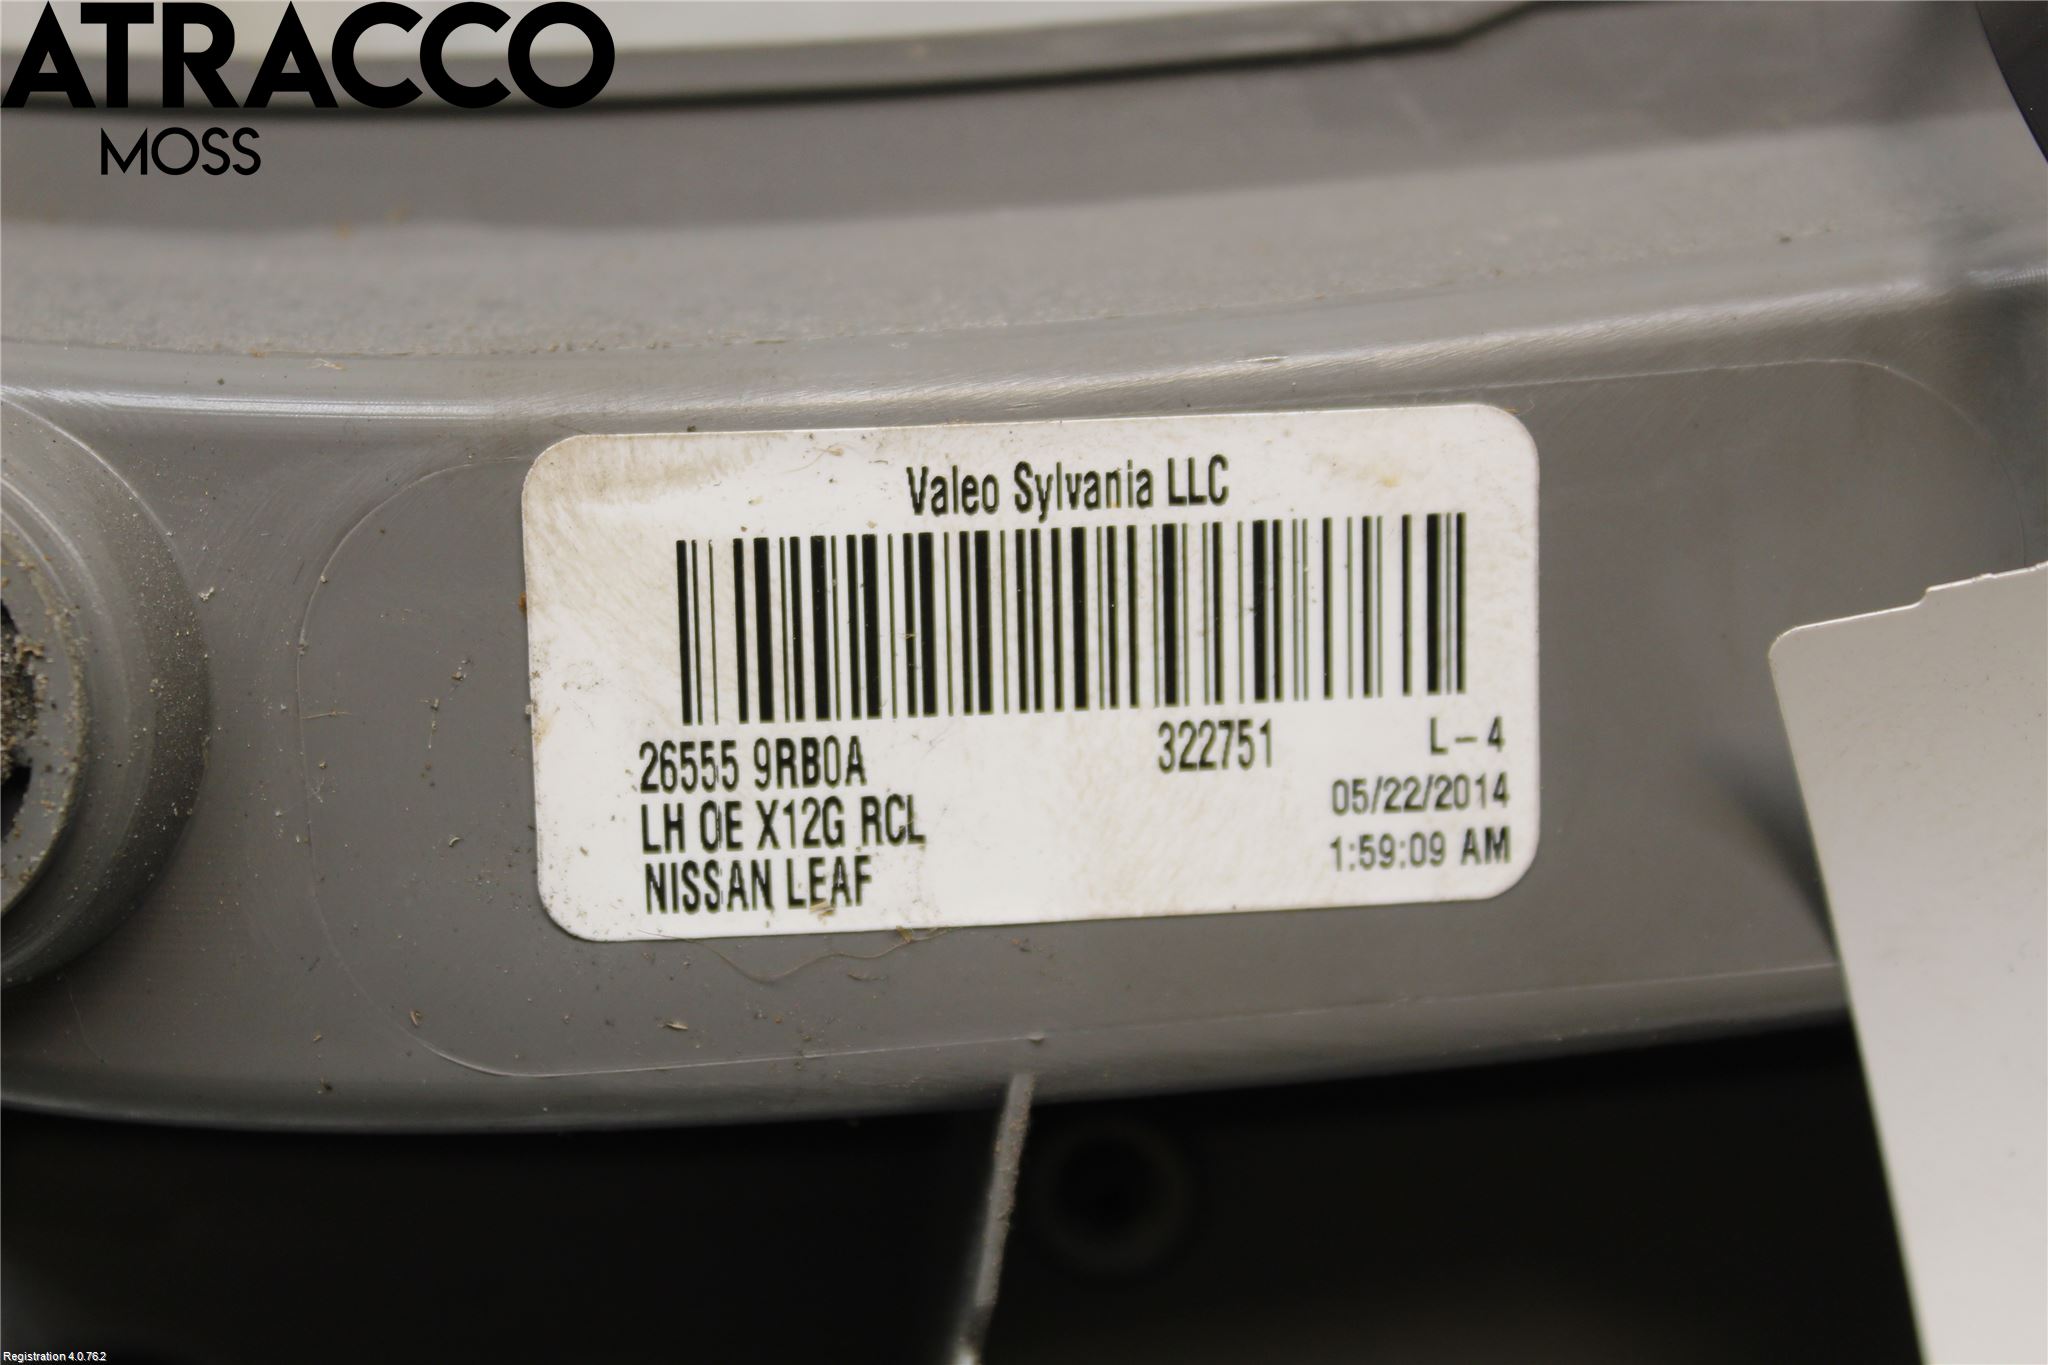 ATRACCO
MOSS
Valeo Sylvania LLC
26555 9RB0A 322751 L-4
LH OE X12G RCL 05/22/2014
NISSAN LEAF 1:59:09 AM
Registration 4.0.76.2